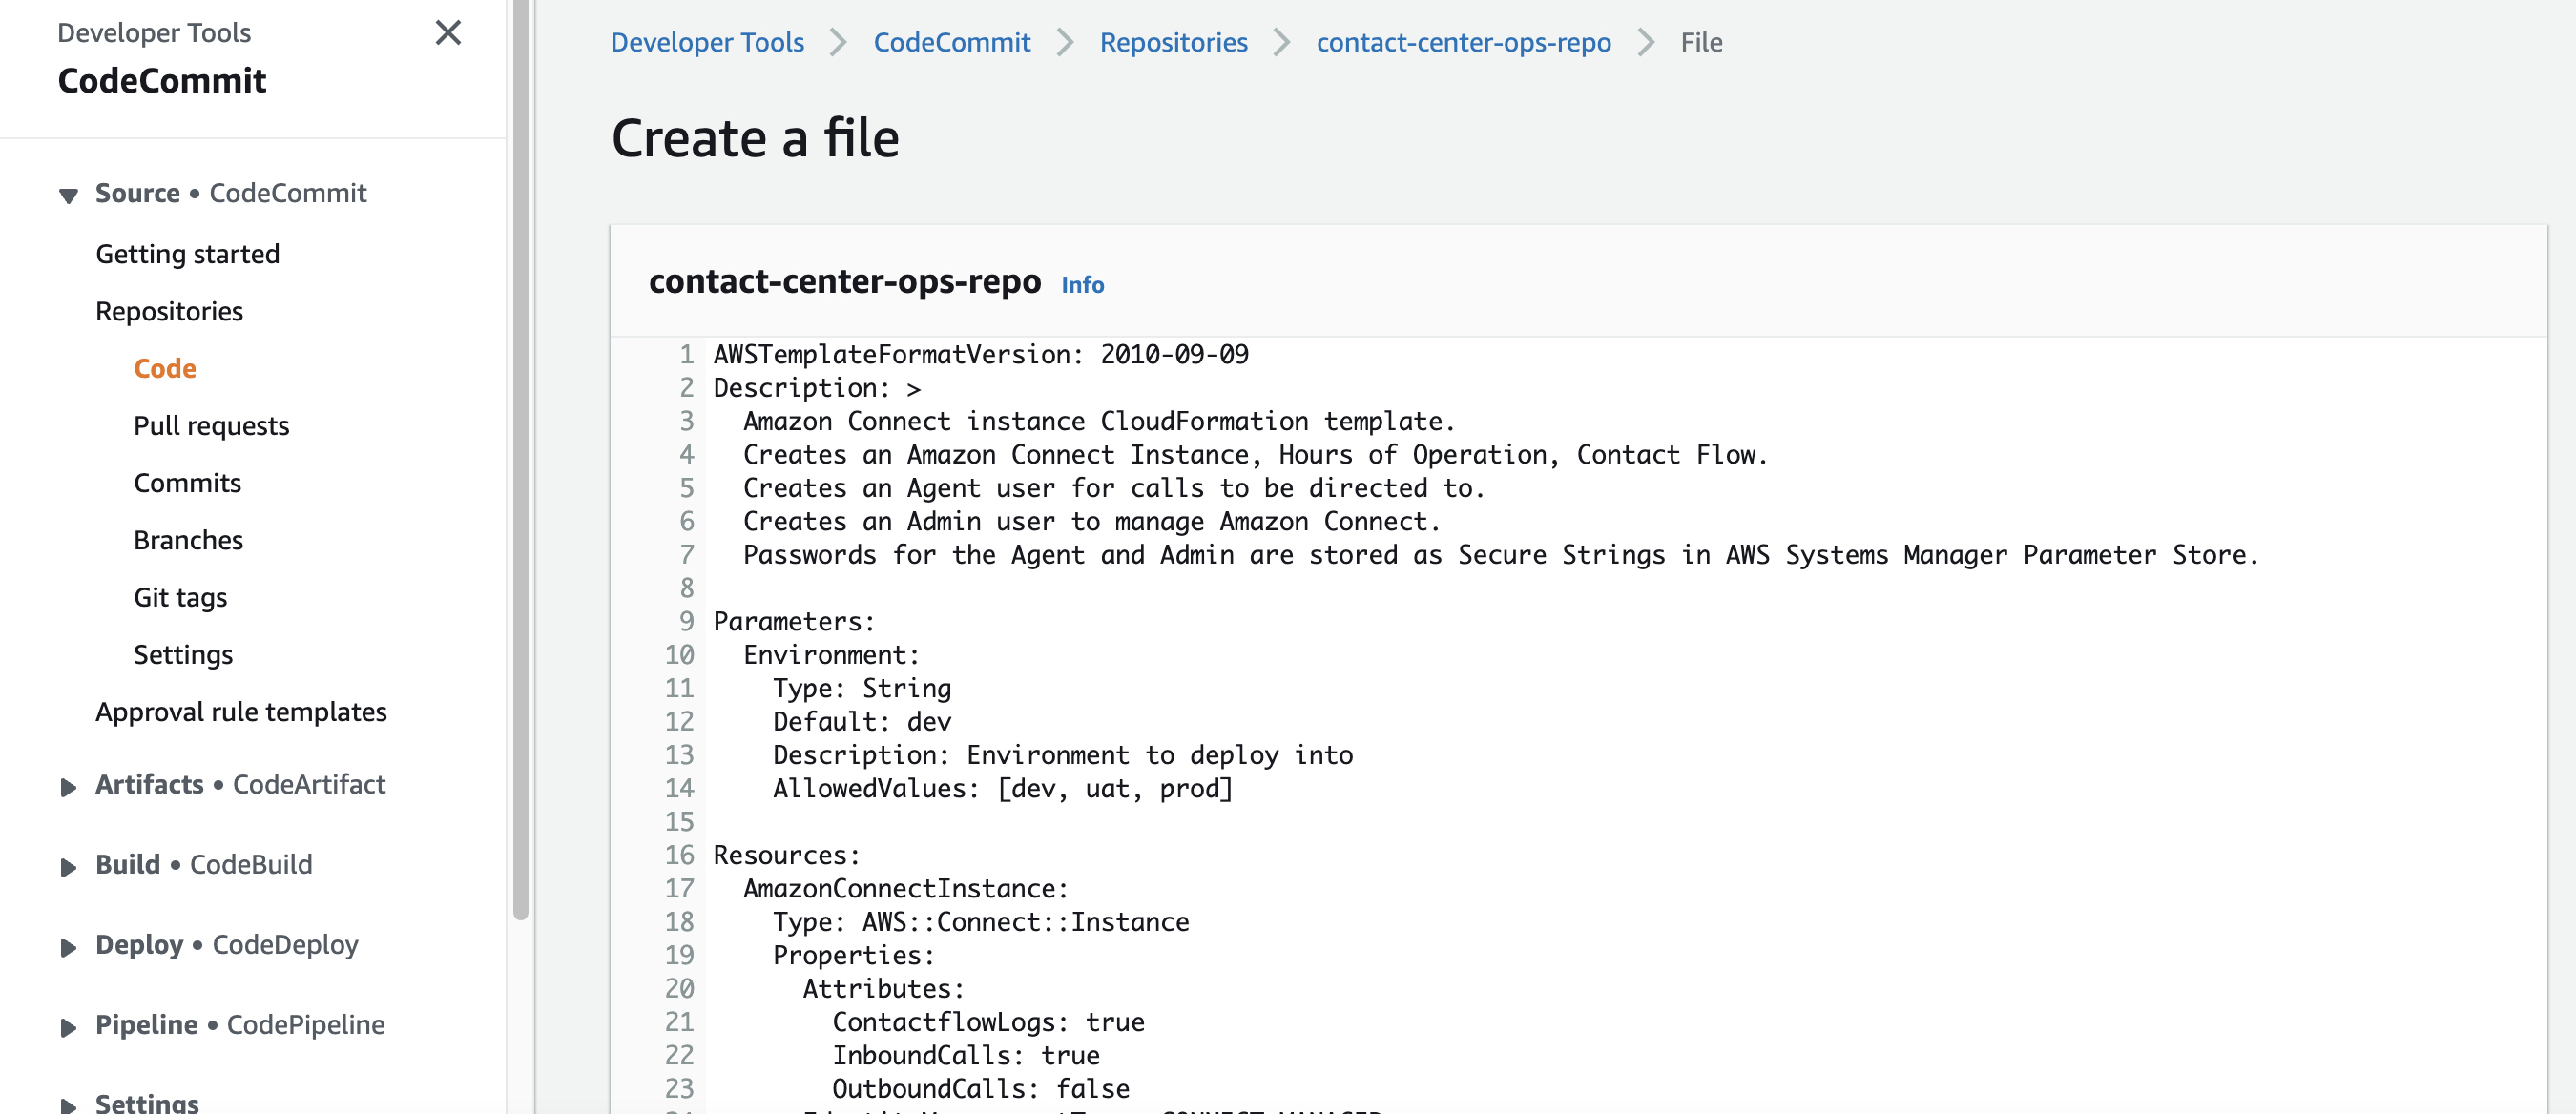 Developer Tools
CodeCommit
Source • CodeCommit
Getting started
Repositories
Code
Pull requests
Commits
Branches
Git tags
Settings
Approval rule templates
Artifacts • CodeArtifact
Build • CodeBuild
Deploy • CodeDeploy
Pipeline • CodePipeline
Settings
Developer Tools > CodeCommit > Repositories > contact-center-ops-repo > File
Create a file
contact-center-ops-repo Info
1 AWSTemplateFormatVersion: 2010-09-09
2 Description: >
3 Amazon Connect instance CloudFormation template.
4 Creates an Amazon Connect Instance, Hours of Operation, Contact Flow.
5 Creates an Agent user for calls to be directed to.
6 Creates an Admin user to manage Amazon Connect.
7 Passwords for the Agent and Admin are stored as Secure Strings in AWS Systems Manager Parameter Store.
8
9 Parameters:
10 Environment:
11 Type: String
12 Default: dev
13 Description: Environment to deploy into
14 AllowedValues: [dev, uat, prod]
15
16 Resources:
17 AmazonConnectInstance:
18 Type: AWS::Connect::Instance
19 Properties:
20 Attributes:
21 ContactflowLogs: true
22 InboundCalls: true
23 OutboundCalls: false